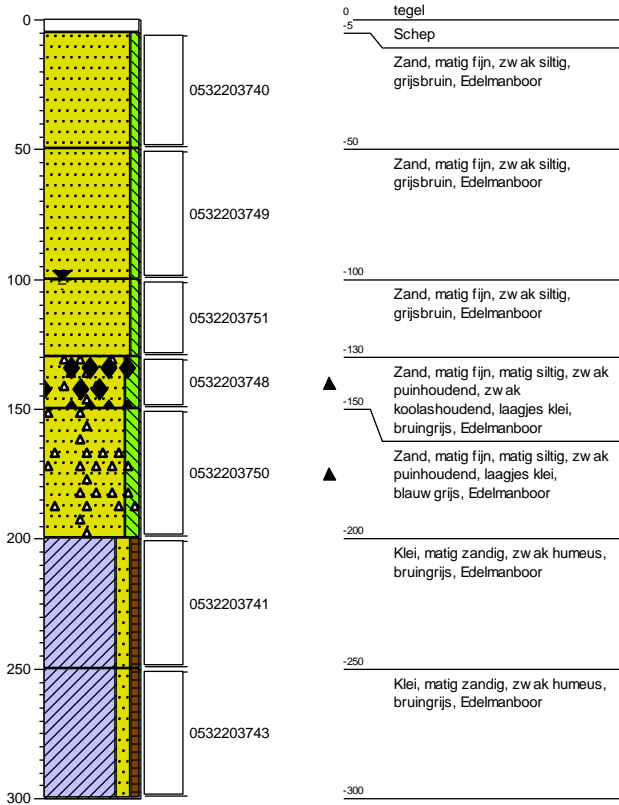 0
50
100
150
200
250
300
0532203740
0532203749
0532203751
0532203748
0532203750
0532203741
0532203743
0
tegel
-5
Schep
Zand, matig fijn, zwak siltig,
grijsbruin, Edelmanboor
-50
Zand, matig fijn, zwak siltig,
grijsbruin, Edelmanboor
-100
Zand, matig fijn, zwak siltig,
grijsbruin, Edelmanboor
-130
Zand, matig fijn, matig siltig, zwak
puinhoudend, zwak
koolashoudend, laagjes klei,
bruingrijs, Edelmanboor
-150
Zand, matig fijn, matig siltig, zwak
puinhoudend, laagjes klei,
blauwgrijs, Edelmanboor
-200
Klei, matig zandig, zwak humeus,
bruingrijs, Edelmanboor
-250
Klei, matig zandig, zwak humeus,
bruingrijs, Edelmanboor
-300